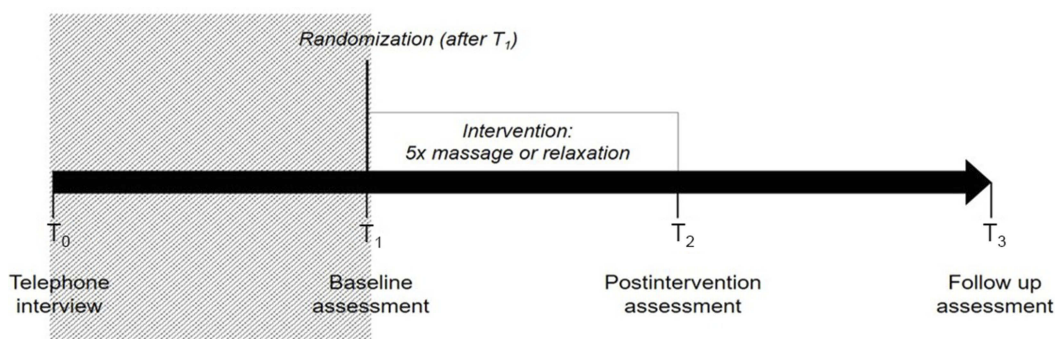 Randomization (after T₁)
Intervention:
5x massage or relaxation
T₀
T₁
T₂
T₃
Telephone
interview
Baseline
assessment
Postintervention
assessment
Follow up
assessment